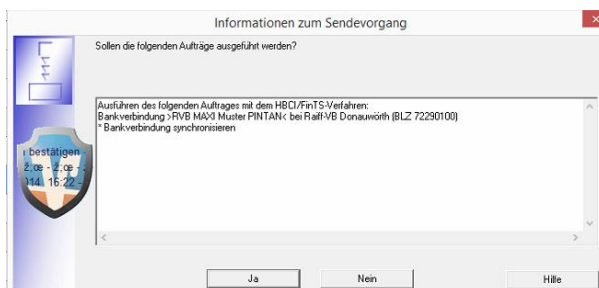 Informationen zum Sendevorgang
Sollen die folgenden Aufträge ausgeführt werden?
Ausführen des folgenden Auftrages mit dem HBCI/FinTS-Verfahren:
Bankverbindung >RVB MAXI Muster PINTAN< bei Raiff-VB Donauwörth (BLZ 72290100)
* Bankverbindung synchronisieren
bestätigen
ž;œ - ž;œ -
014 16:22 -
Ja Nein Hilfe